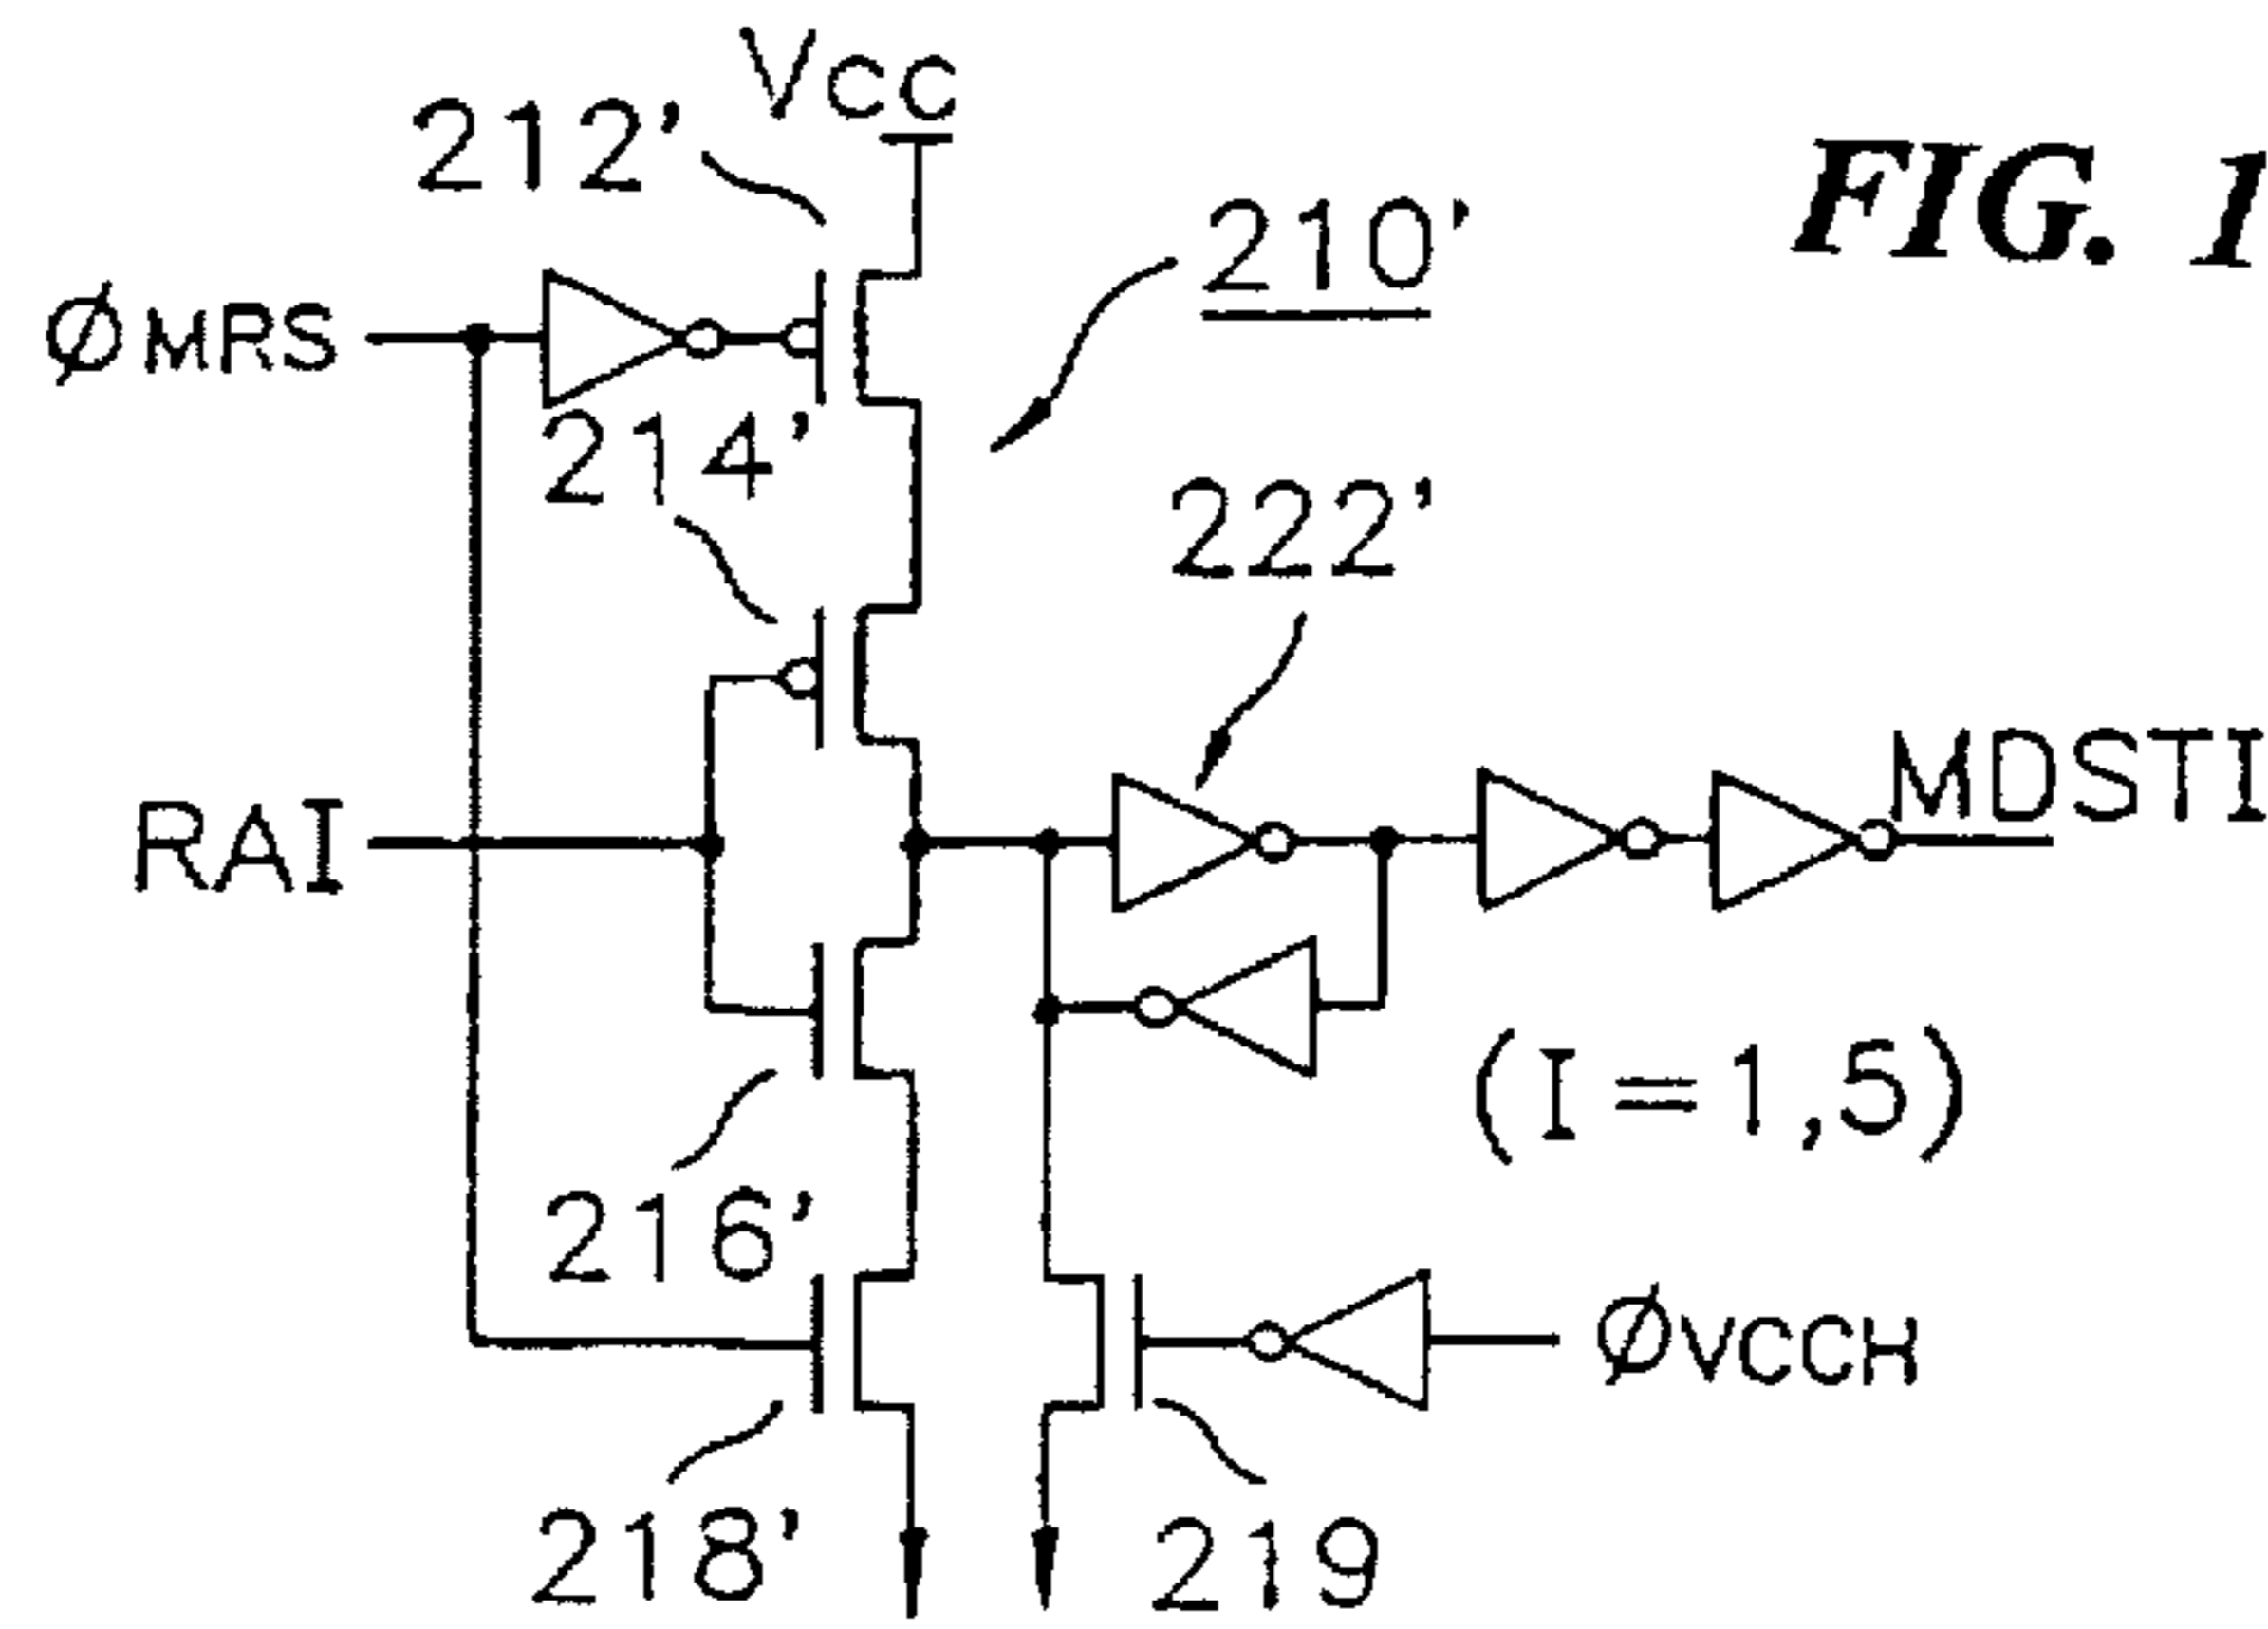 Vcc
212'
FIG. 1
210'
ØMRS
214'
222'
MDSTI
RAI
(I = 1,5)
216'
ØVCCH
218'
219